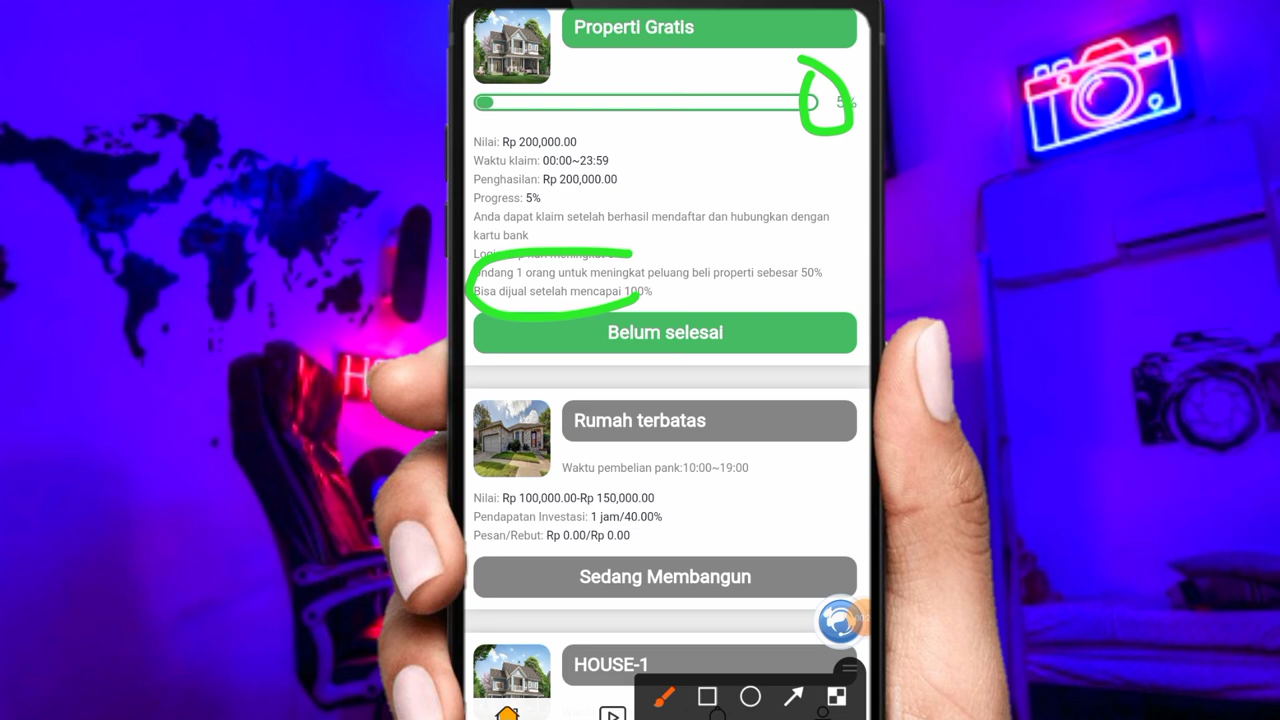 Properti Gratis
Nilai: Rp 200,000.00
Waktu klaim: 00:00~23:59
Penghasilan: Rp 200,000.00
Progress: 5%
Anda dapat klaim setelah berhasil mendaftar dan hubungkan dengan
kartu bank
Undang 1 orang untuk meningkat peluang beli properti sebesar 50%
Bisa dijual setelah mencapai 100%
Belum selesai
Rumah terbatas
Waktu pembelian pank:10:00~19:00
Nilai: Rp 100,000.00-Rp 150,000.00
Pendapatan Investasi: 1 jam/40.00%
Pesan/Rebut: Rp 0.00/Rp 0.00
Sedang Membangun
HOUSE-1